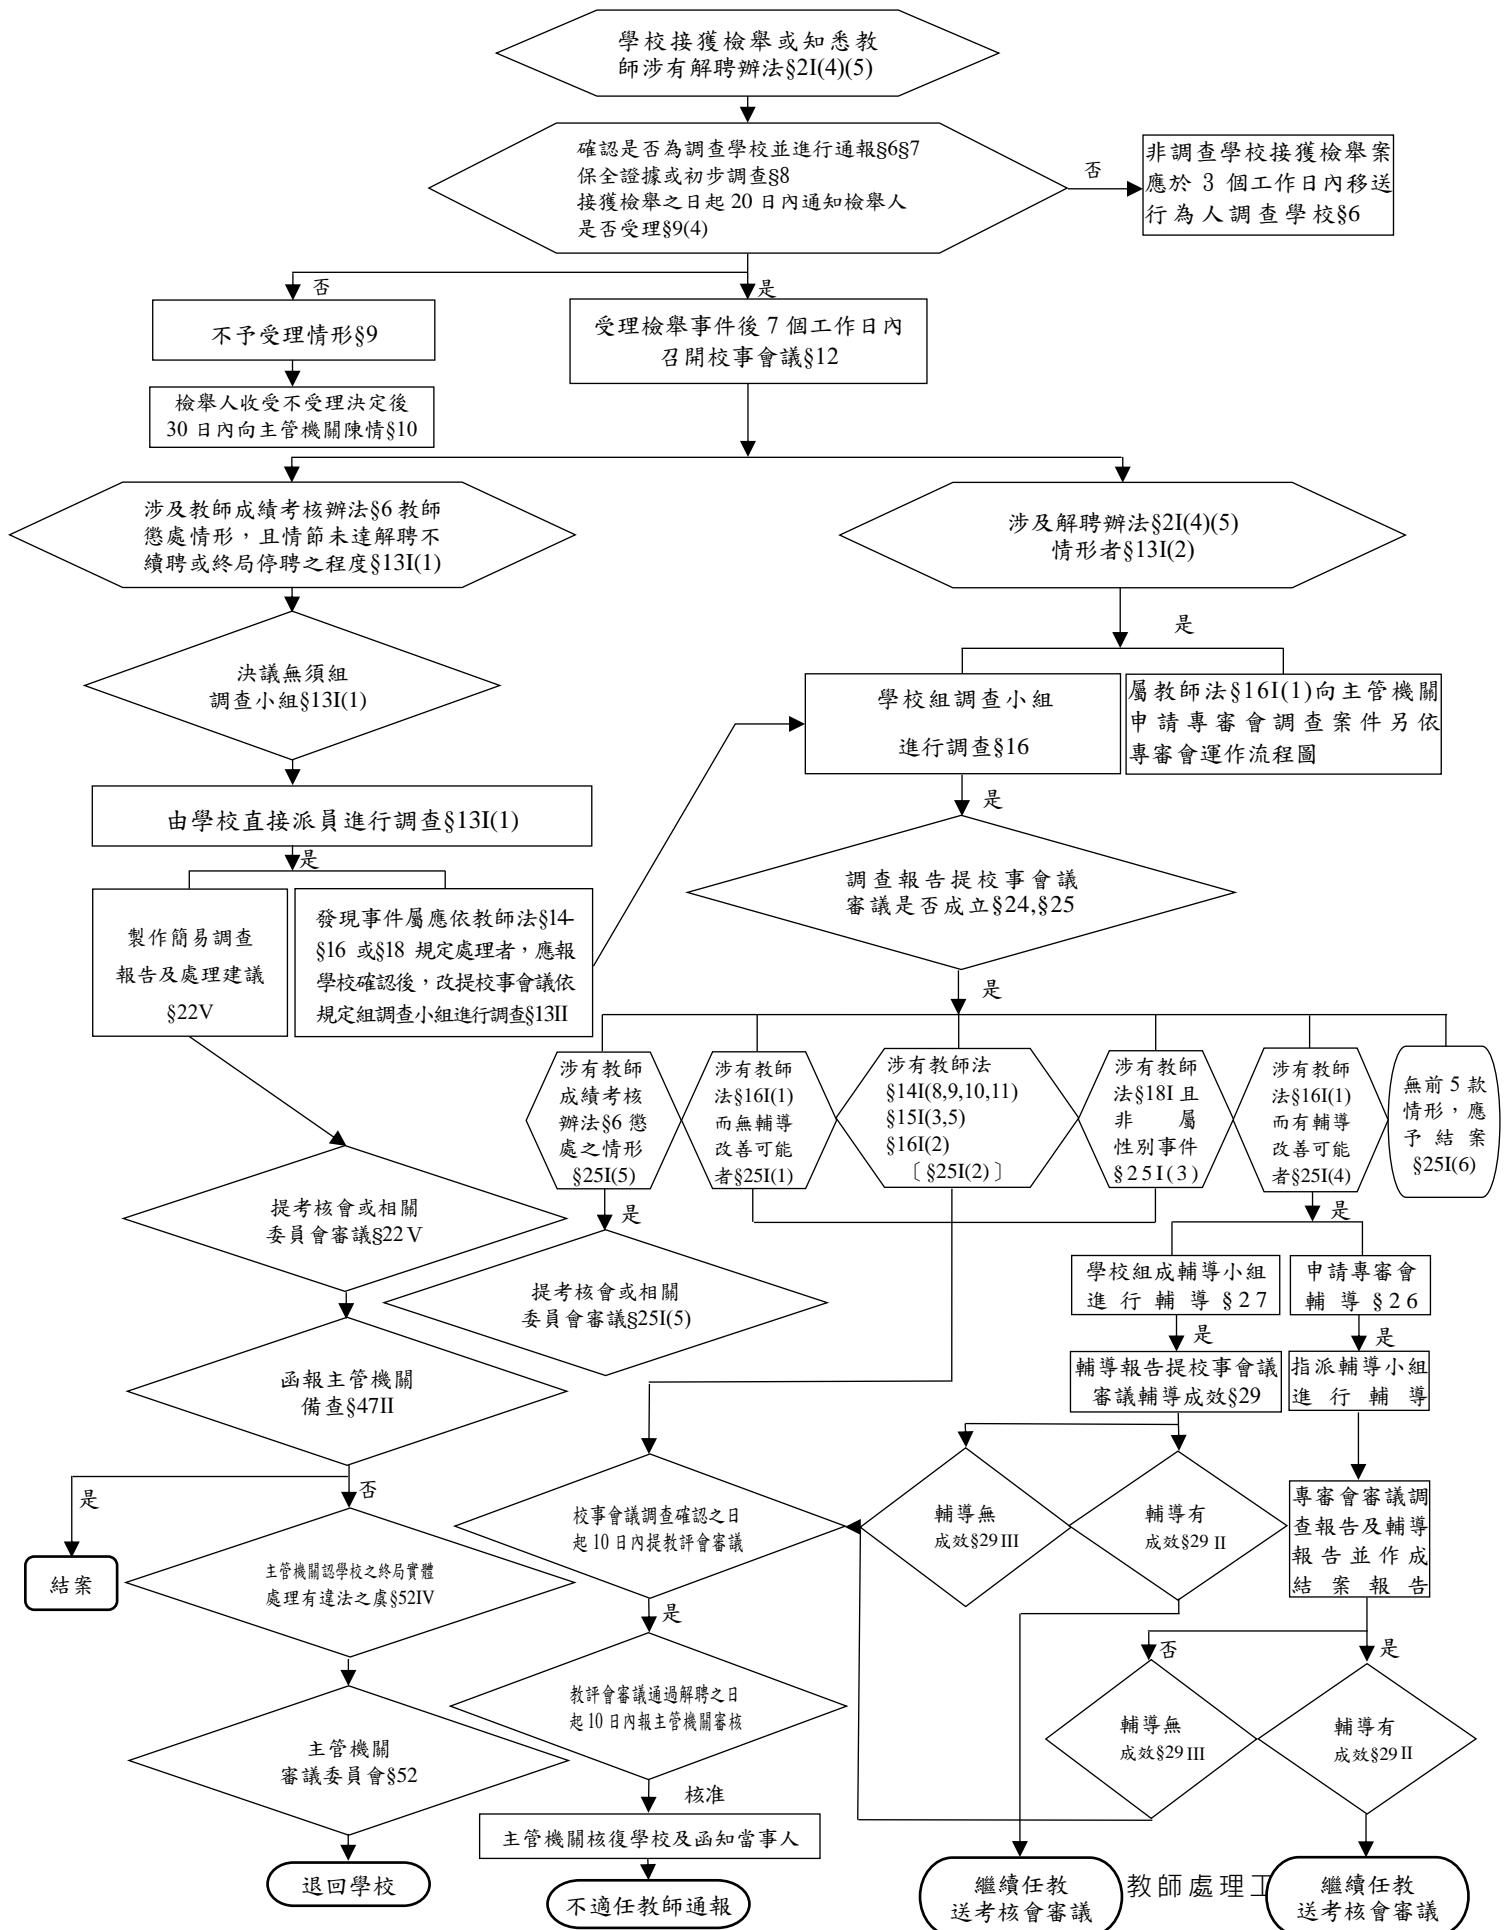 學校接獲檢舉或知悉教
師涉有解聘辦法§2I(4)(5)
確認是否為調查學校並進行通報§6§7
保全證據或初步調查§8
接獲檢舉之日起 20 日內通知檢舉人
是否受理§9(4)
否
非調查學校接獲檢舉案
應於 3 個工作日內移送
行為人調查學校§6
否
是
不予受理情形§9
受理檢舉事件後 7 個工作日內
召開校事會議§12
檢舉人收受不受理決定後
30 日內向主管機關陳情§10
涉及教師成績考核辦法§6 教師
懲處情形，且情節未達解聘不
續聘或終局停聘之程度§13I(1)
涉及解聘辦法§2I(4)(5)
情形者§13I(2)
是
決議無須組
調查小組§13I(1)
學校組調查小組
進行調查§16
屬教師法§16I(1)向主管機關
申請專審會調查案件另依
專審會運作流程圖
是
由學校直接派員進行調查§13I(1)
是
調查報告提校事會議
審議是否成立§24,§25
製作簡易調查
報告及處理建議
§22V
發現事件屬應依教師法§14-
§16 或§18 規定處理者，應報
學校確認後，改提校事會議依
規定組調查小組進行調查§13II
是
涉有教師
成績考核
辦法§6 懲
處之情形
§25I(5)
涉有教師
法§16I(1)
而無輔導
改善可能
者§25I(1)
涉有教師法
§14I(8,9,10,11)
§15I(3,5)
§16I(2)
〔§25I(2)〕
涉有教師
法§18I 且
非屬
性別事件
§25I(3)
涉有教師
法§16I(1)
而有輔導
改善可能
者§25I(4)
無前 5 款
情形，應
予結案
§25I(6)
提考核會或相關
委員會審議§22V
是
是
提考核會或相關
委員會審議§25I(5)
學校組成輔導小組
進行輔導§27
申請專審會
輔導§26
是
是
函報主管機關
備查§47II
輔導報告提校事會議
審議輔導成效§29
指派輔導小組
進行輔導
是
否
校事會議調查確認之日
起10日內提教評會審議
輔導無
成效§29III
輔導有
成效§29II
專審會審議調
查報告及輔導
報告並作成
結案報告
結案
主管機關認學校之終局實體
處理有違法之虞§52IV
是
否
是
教評會審議通過解聘之日
起10日內報主管機關審核
輔導無
成效§29III
輔導有
成效§29II
主管機關
審議委員會§52
核准
主管機關核復學校及函知當事人
退回學校
不適任教師通報
繼續任教
送考核會審議
教師處理工
繼續任教
送考核會審議